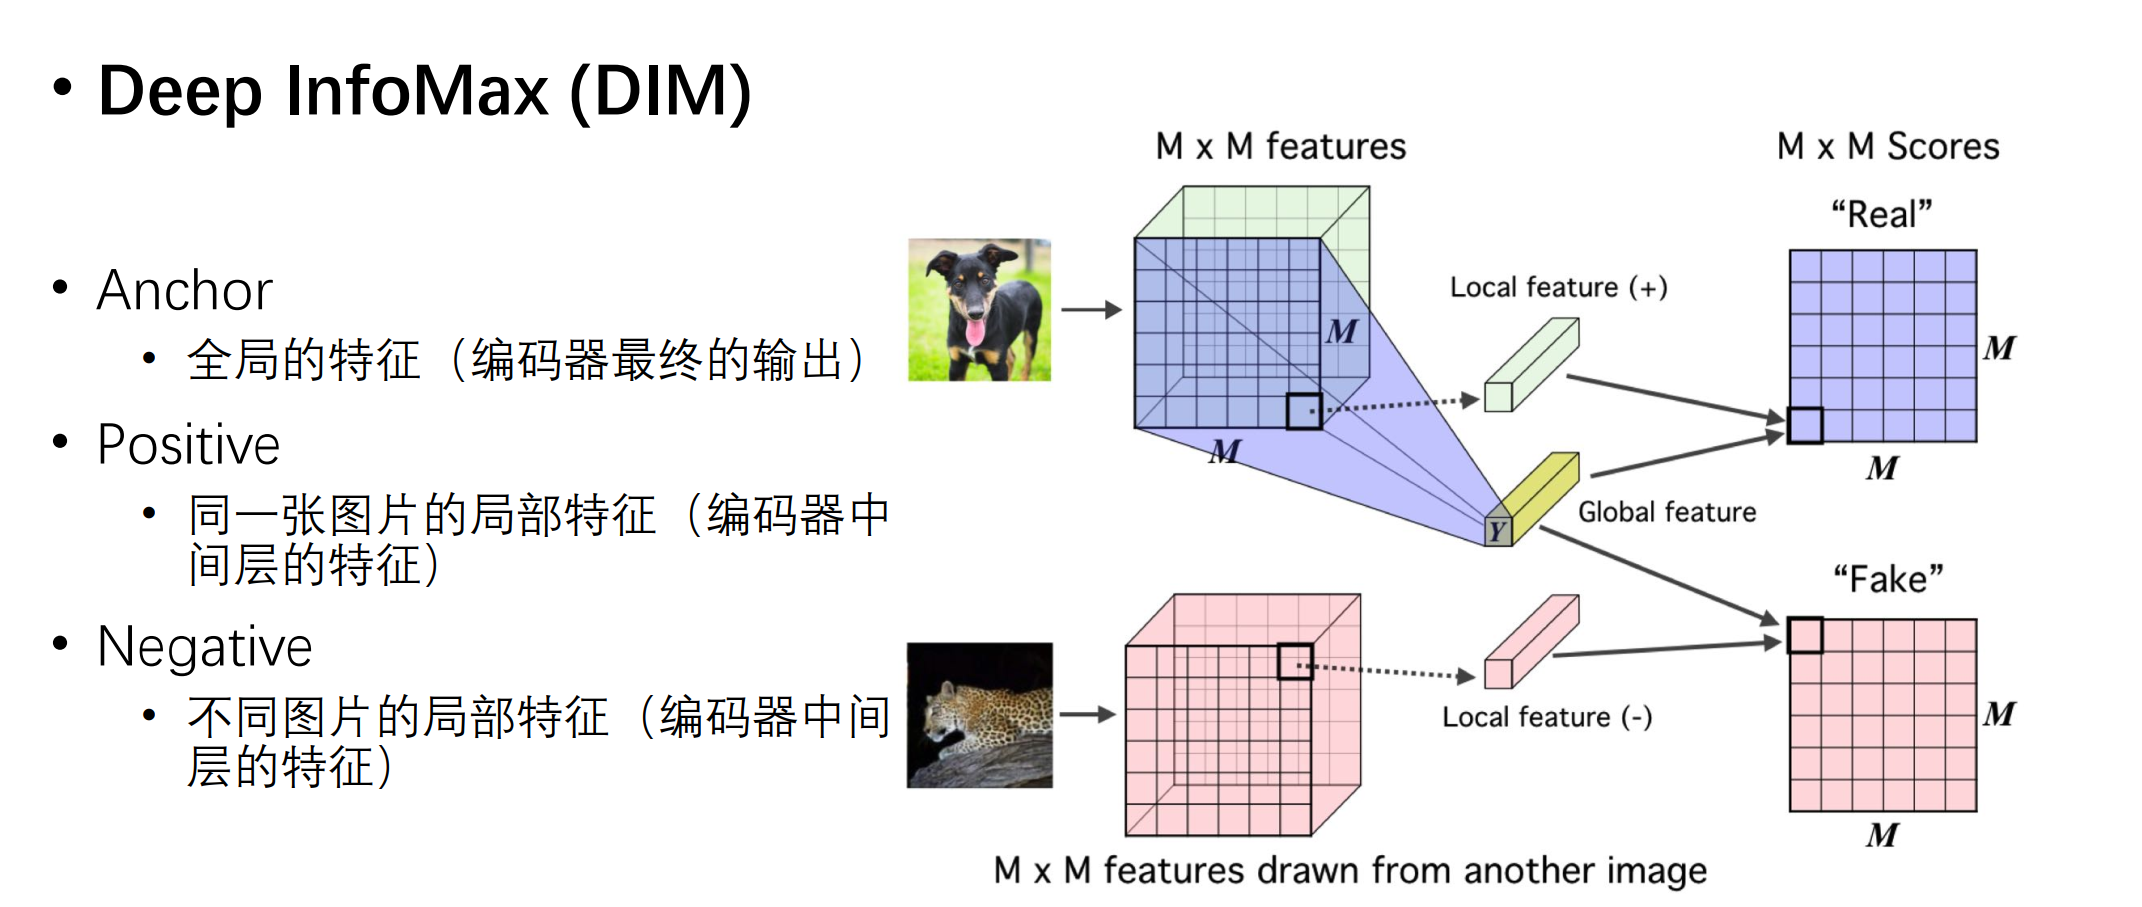 • Deep InfoMax (DIM)
• Anchor
• 全局的特征（编码器最终的输出）
• Positive
• 同一张图片的局部特征（编码器中
间层的特征）
• Negative
• 不同图片的局部特征（编码器中间
层的特征）
M x M features
M
M
Local feature (+)
Y
Global feature
M x M Scores
“Real”
M
M
Local feature (-)
“Fake”
M
M
M x M features drawn from another image